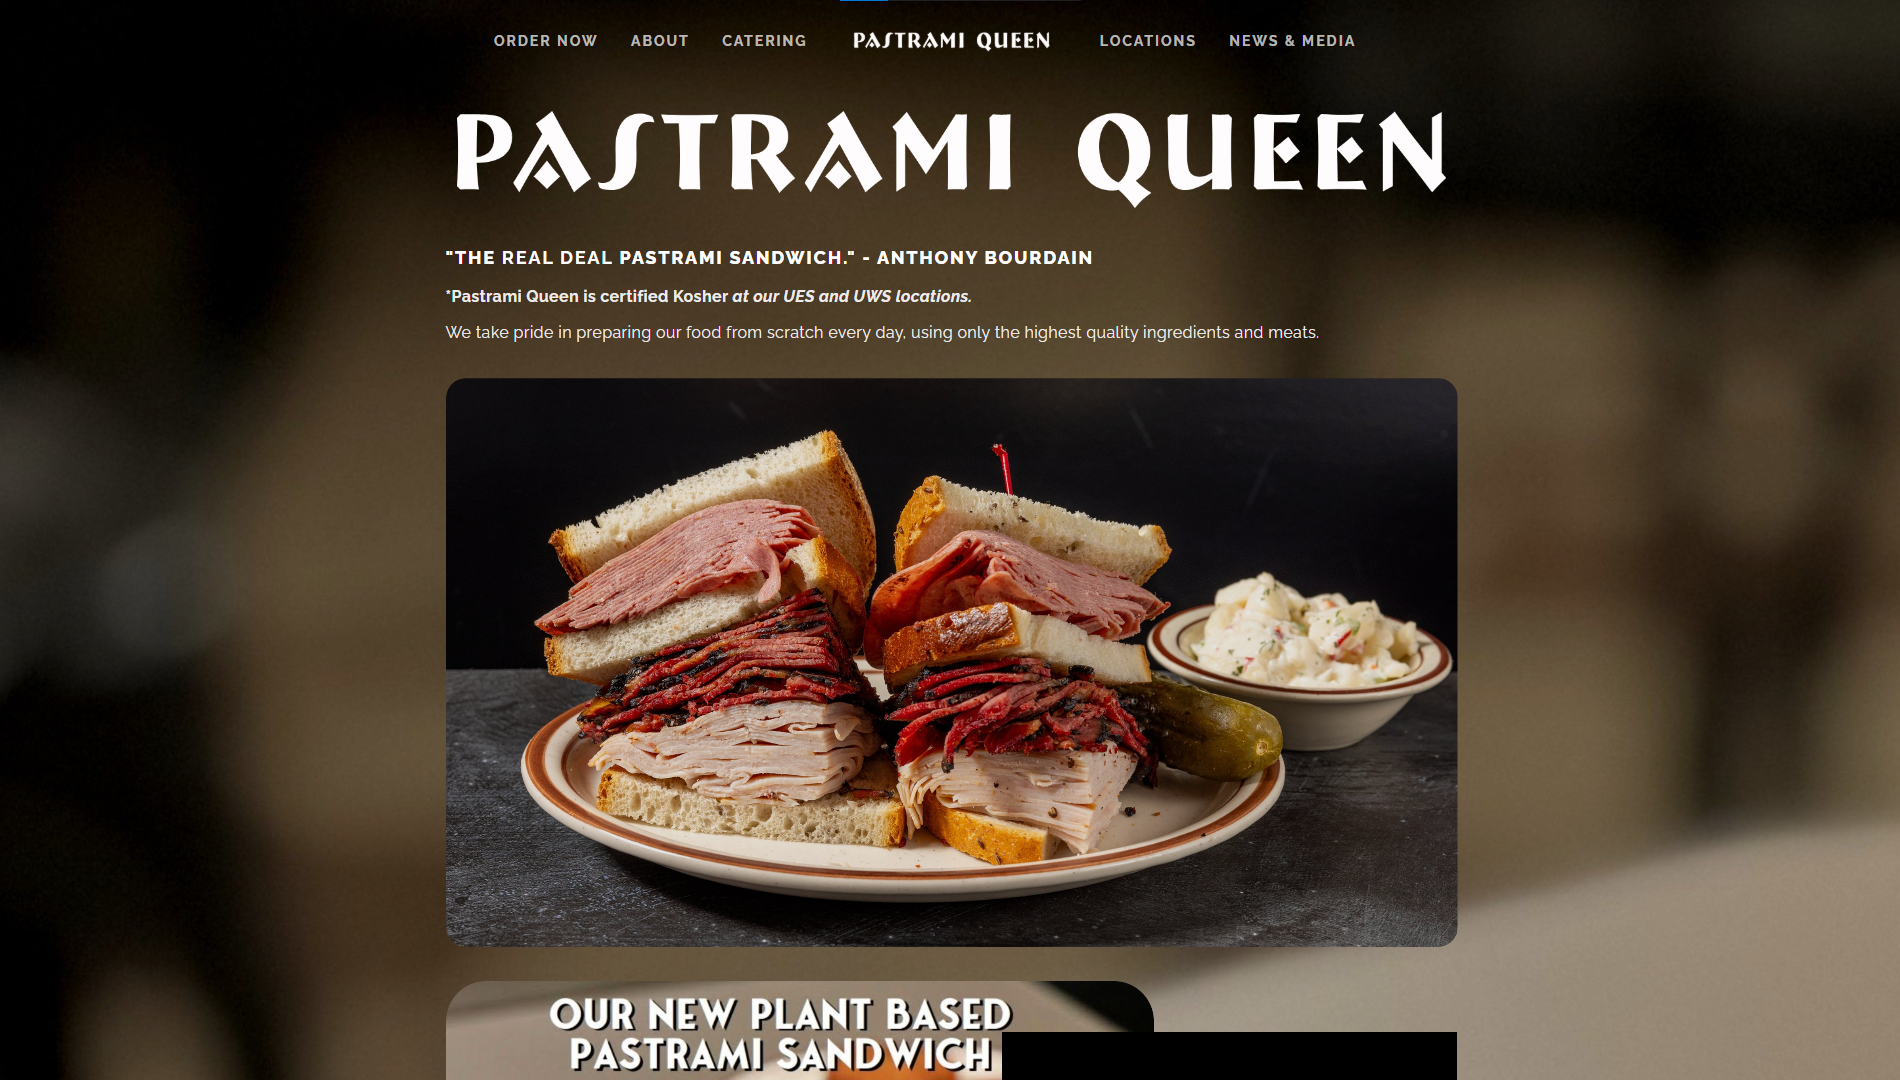 ORDER NOW ABOUT CATERING PASTRAMI QUEEN LOCATIONS NEWS & MEDIA
PASTRAMI QUEEN
"THE REAL DEAL PASTRAMI SANDWICH." - ANTHONY BOURDAIN
*Pastrami Queen is certified Kosher at our UES and UWS locations.
We take pride in preparing our food from scratch every day, using only the highest quality ingredients and meats.
OUR NEW PLANT BASED
PASTRAMI SANDWICH